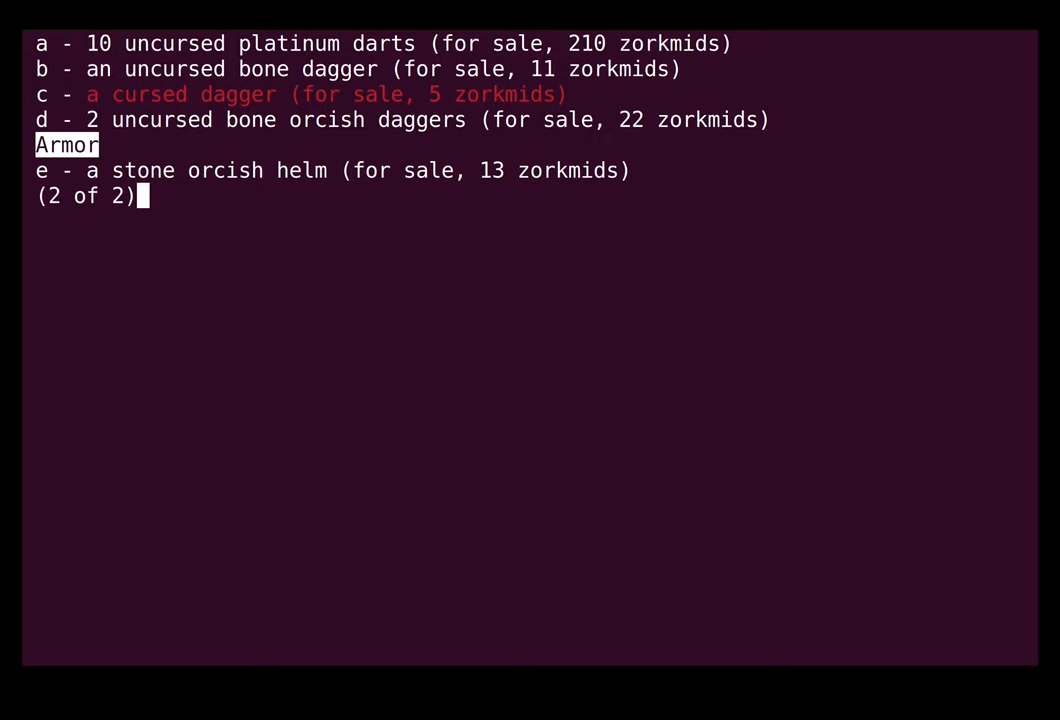 a - 10 uncursed platinum darts (for sale, 210 zorkmids)
b - an uncursed bone dagger (for sale, 11 zorkmids)
c - a cursed dagger (for sale, 5 zorkmids)
d - 2 uncursed bone orcish daggers (for sale, 22 zorkmids)
Armor
e - a stone orcish helm (for sale, 13 zorkmids)
(2 of 2)